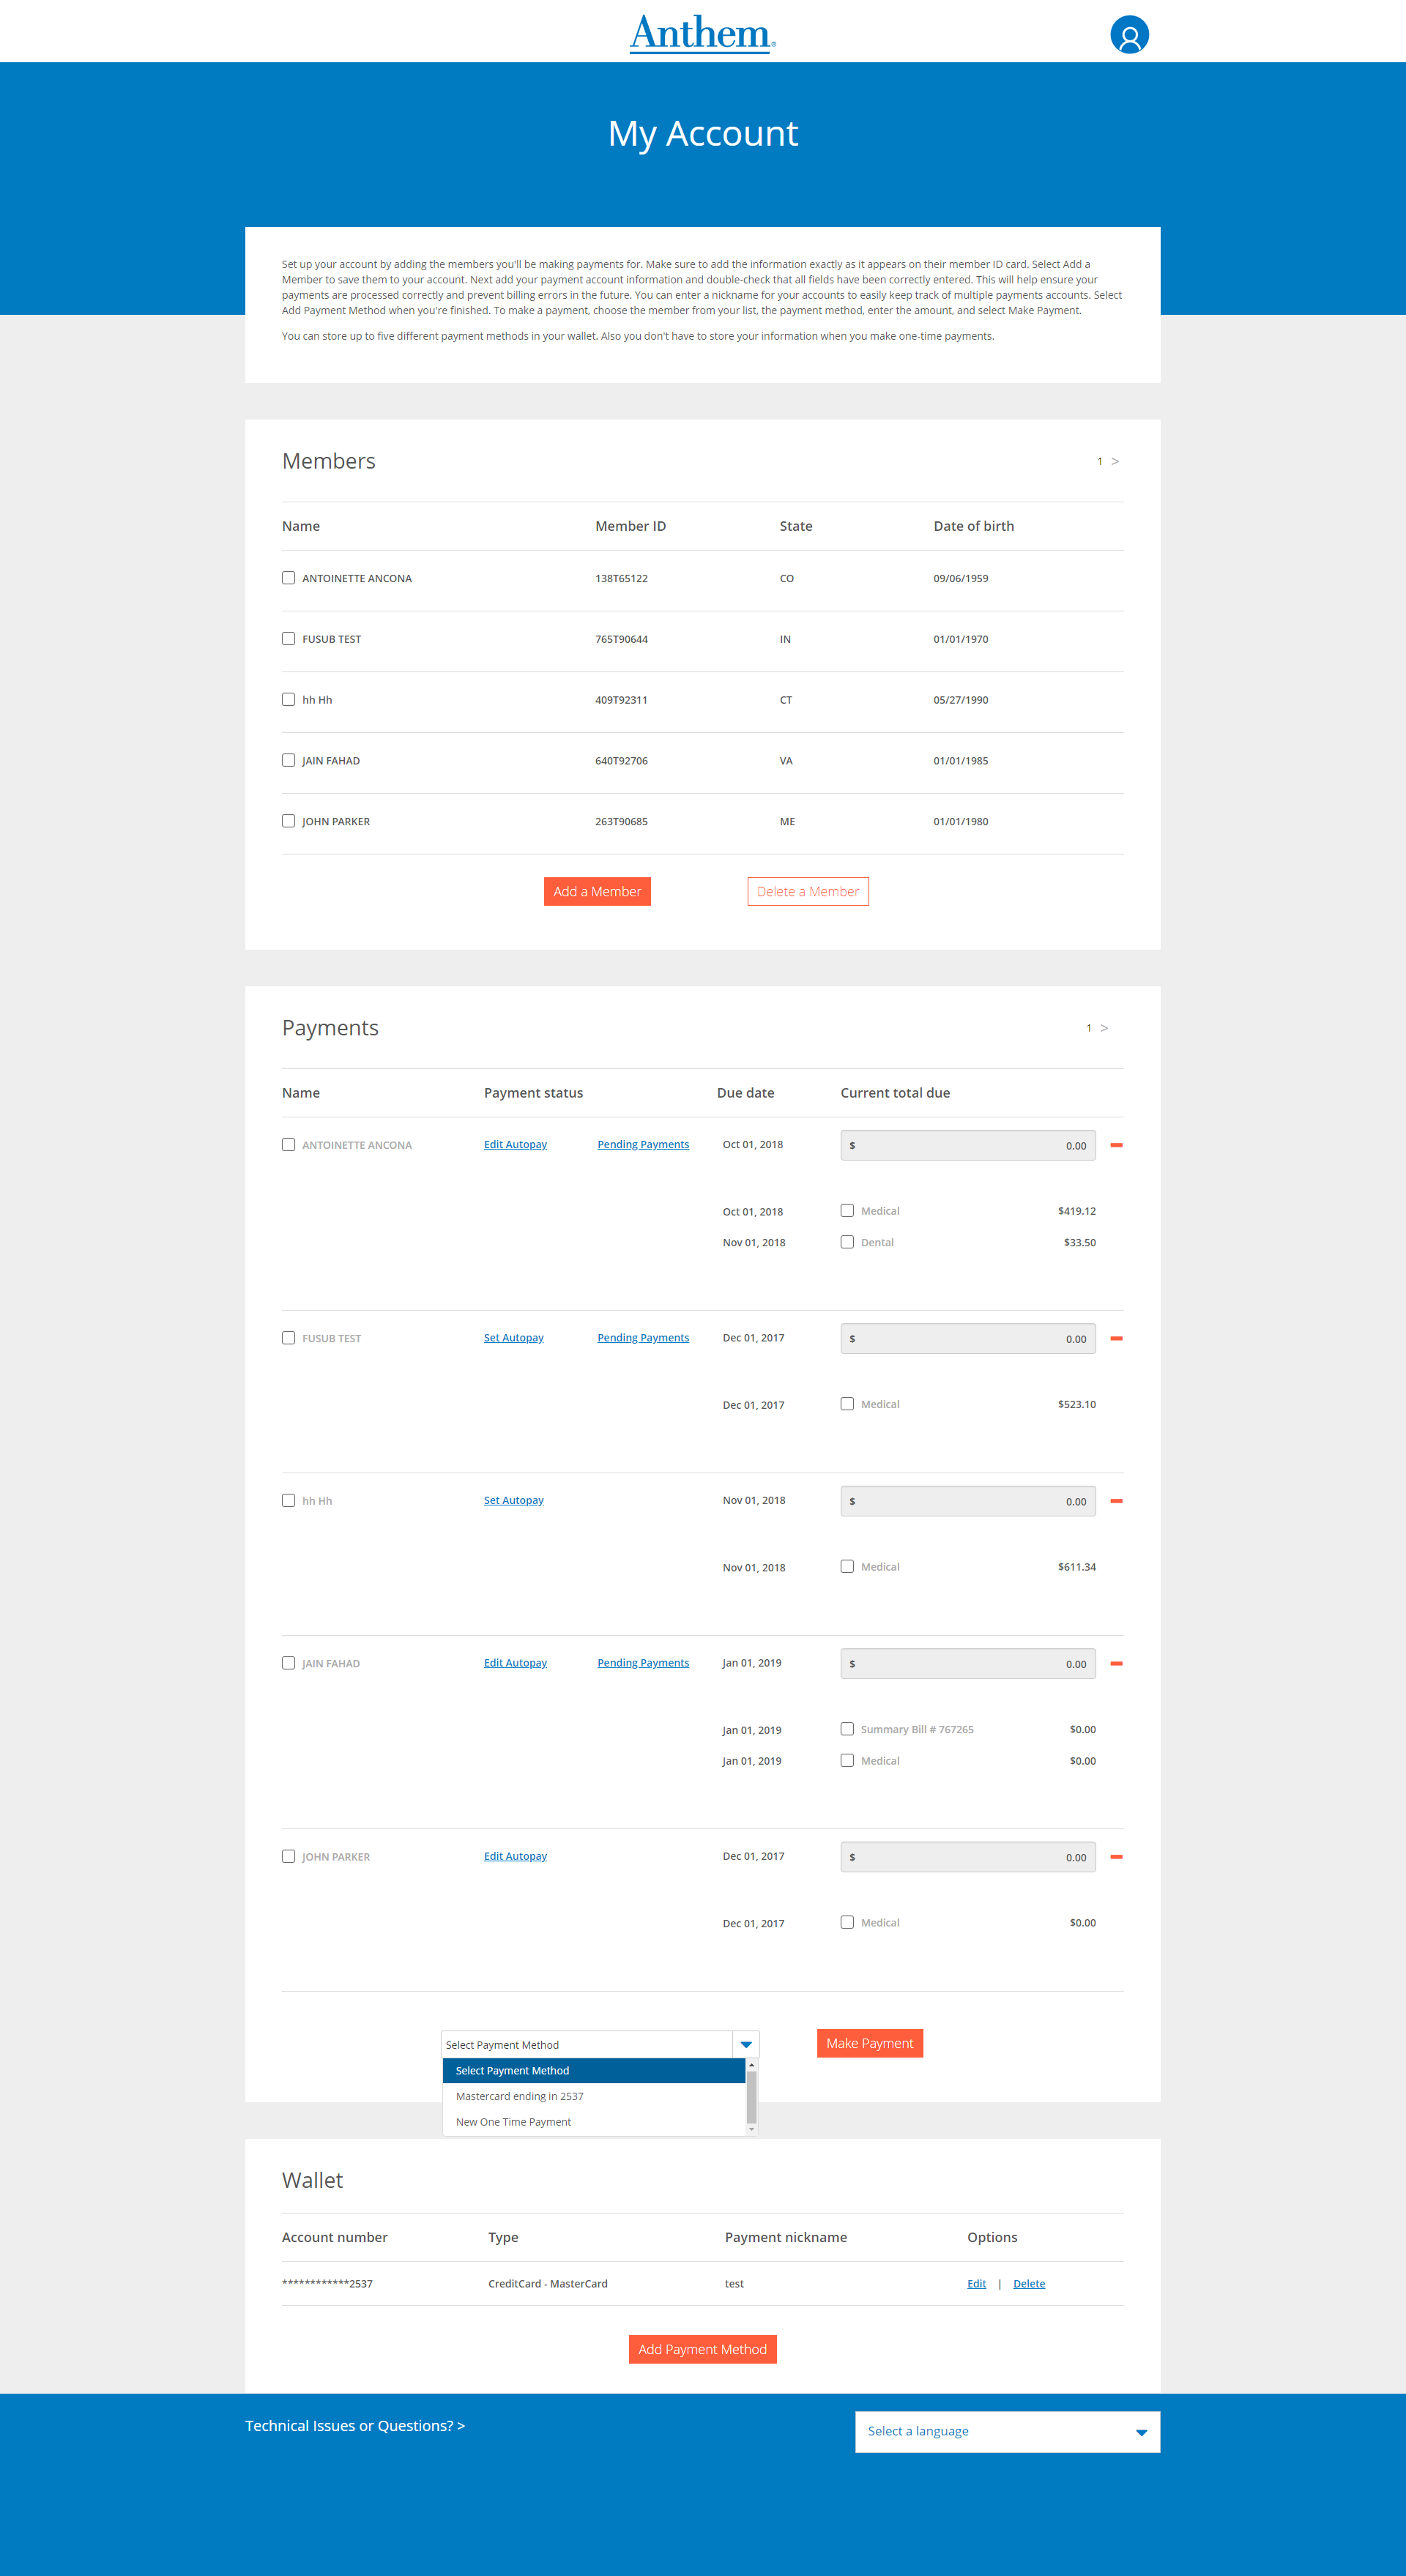 Anthem®
My Account
Set up your account by adding the members you'll be making payments for. Make sure to add the information exactly as it appears on their member ID card. Select Add a
Member to save them to your account. Next add your payment account information and double-check that all fields have been correctly entered. This will help ensure your
payments are processed correctly and prevent billing errors in the future. You can enter a nickname for your accounts to easily keep track of multiple payments accounts. Select
Add Payment Method when you're finished. To make a payment, choose the member from your list, the payment method, enter the amount, and select Make Payment.
You can store up to five different payment methods in your wallet. Also you don't have to store your information when you make one-time payments.
Members 1 >
Name Member ID State Date of birth
ANTOINETTE ANCONA 138T65122 CO 09/06/1959
FUSUB TEST 765T90644 IN 01/01/1970
hh Hh 409T92311 CT 05/27/1990
JAIN FAHAD 640T92706 VA 01/01/1985
JOHN PARKER 263T90685 ME 01/01/1980
Add a Member Delete a Member
Payments 1 >
Name Payment status Due date Current total due
ANTOINETTE ANCONA Edit Autopay Pending Payments Oct 01, 2018 $ 0.00
Oct 01, 2018 Medical $419.12
Nov 01, 2018 Dental $33.50
FUSUB TEST Set Autopay Pending Payments Dec 01, 2017 $ 0.00
Dec 01, 2017 Medical $523.10
hh Hh Set Autopay Nov 01, 2018 $ 0.00
Nov 01, 2018 Medical $611.34
JAIN FAHAD Edit Autopay Pending Payments Jan 01, 2019 $ 0.00
Jan 01, 2019 Summary Bill # 767265 $0.00
Jan 01, 2019 Medical $0.00
JOHN PARKER Edit Autopay Dec 01, 2017 $ 0.00
Dec 01, 2017 Medical $0.00
Select Payment Method Make Payment
Select Payment Method
Mastercard ending in 2537
New One Time Payment
Wallet
Account number Type Payment nickname Options
************2537 CreditCard - MasterCard test Edit | Delete
Add Payment Method
Technical Issues or Questions? > Select a language